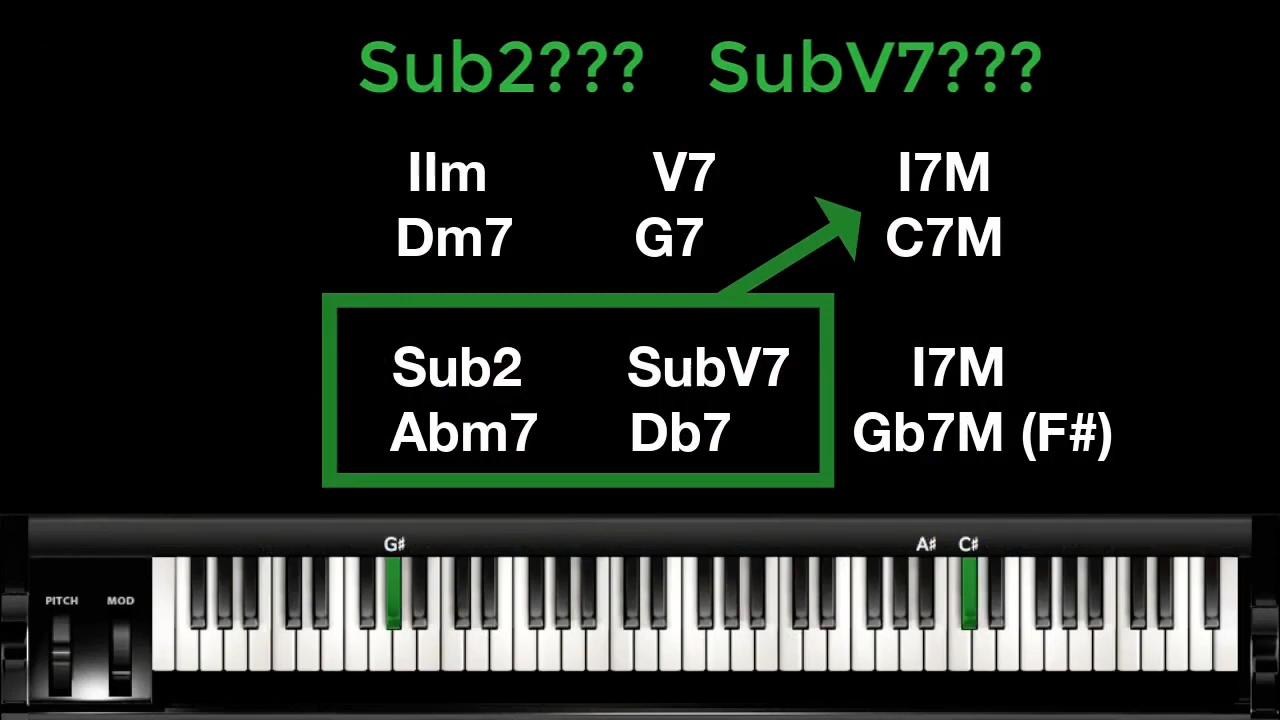 Sub2??? SubV7???
IIm V7 I7M
Dm7 G7 C7M
Sub2 SubV7 I7M
Abm7 Db7 Gb7M (F#)
G♯ A♯ C♯
PITCH MOD